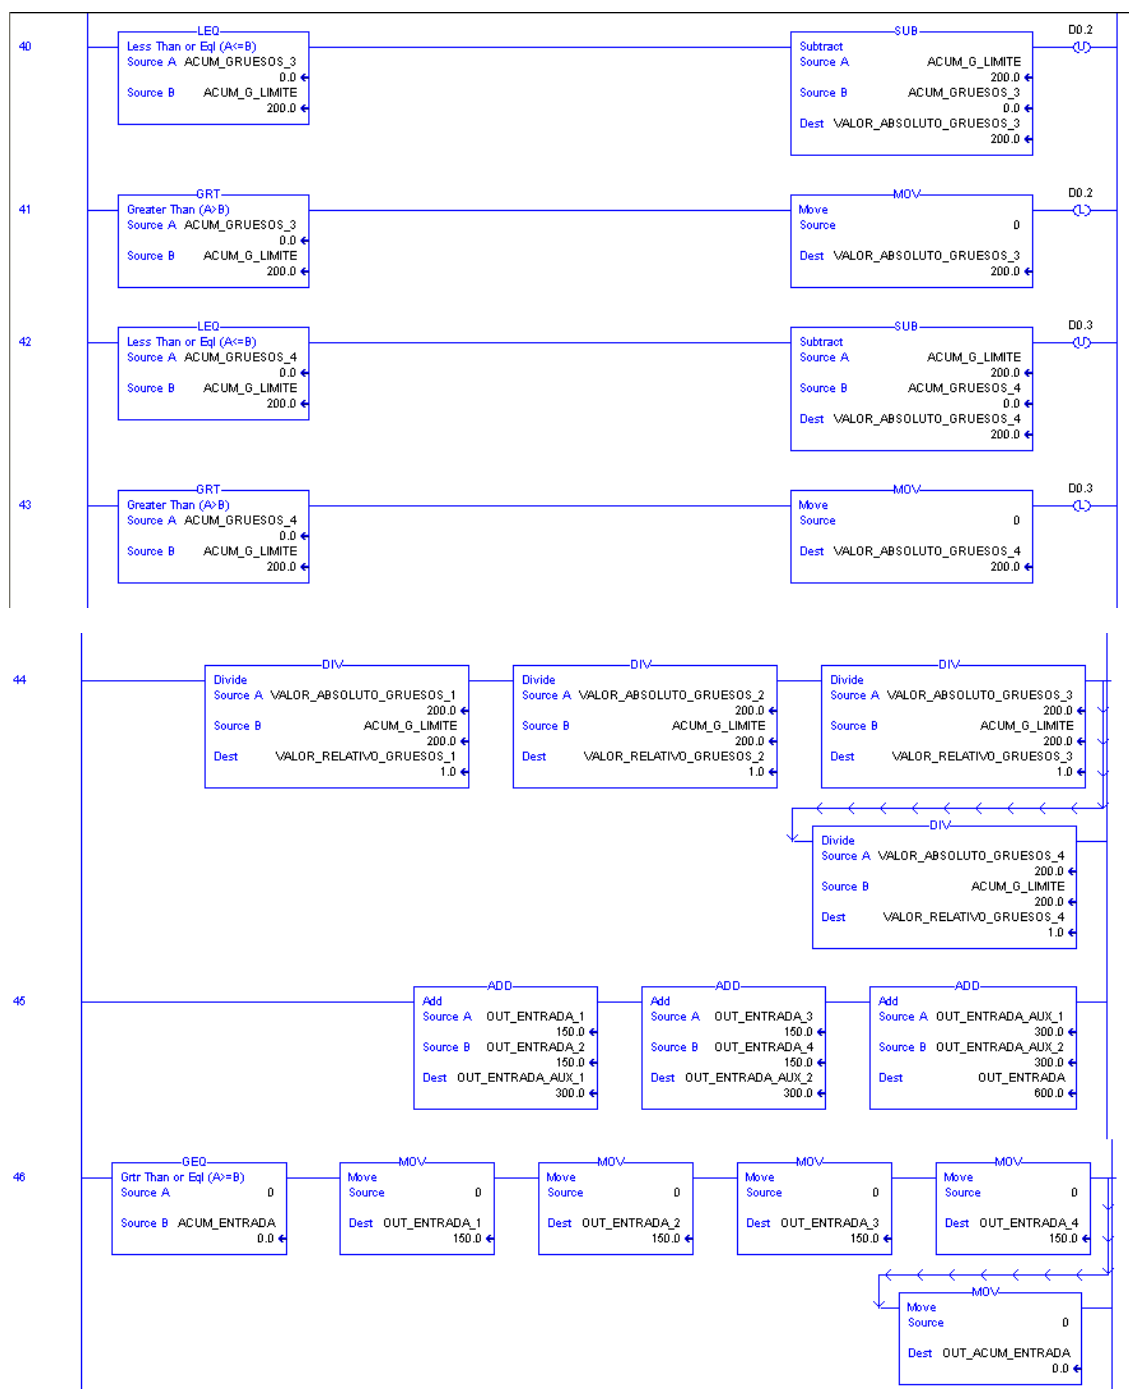 40
LEQ
Less Than or Eql (A<=B)
Source A ACUM_GRUESOS_3
0.0
Source B ACUM_G_LIMITE
200.0
SUB
Subtract
Source A ACUM_G_LIMITE
200.0
Source B ACUM_GRUESOS_3
0.0
Dest VALOR_ABSOLUTO_GRUESOS_3
200.0
D0.2
U
41
GRT
Greater Than (A>B)
Source A ACUM_GRUESOS_3
0.0
Source B ACUM_G_LIMITE
200.0
MOV
Move
Source 0
Dest VALOR_ABSOLUTO_GRUESOS_3
200.0
D0.2
L
42
LEQ
Less Than or Eql (A<=B)
Source A ACUM_GRUESOS_4
0.0
Source B ACUM_G_LIMITE
200.0
SUB
Subtract
Source A ACUM_G_LIMITE
200.0
Source B ACUM_GRUESOS_4
0.0
Dest VALOR_ABSOLUTO_GRUESOS_4
200.0
D0.3
U
43
GRT
Greater Than (A>B)
Source A ACUM_GRUESOS_4
0.0
Source B ACUM_G_LIMITE
200.0
MOV
Move
Source 0
Dest VALOR_ABSOLUTO_GRUESOS_4
200.0
D0.3
L
44
DIV
Divide
Source A VALOR_ABSOLUTO_GRUESOS_1
200.0
Source B ACUM_G_LIMITE
200.0
Dest VALOR_RELATIVO_GRUESOS_1
1.0
DIV
Divide
Source A VALOR_ABSOLUTO_GRUESOS_2
200.0
Source B ACUM_G_LIMITE
200.0
Dest VALOR_RELATIVO_GRUESOS_2
1.0
DIV
Divide
Source A VALOR_ABSOLUTO_GRUESOS_3
200.0
Source B ACUM_G_LIMITE
200.0
Dest VALOR_RELATIVO_GRUESOS_3
1.0
DIV
Divide
Source A VALOR_ABSOLUTO_GRUESOS_4
200.0
Source B ACUM_G_LIMITE
200.0
Dest VALOR_RELATIVO_GRUESOS_4
1.0
45
ADD
Add
Source A OUT_ENTRADA_1
150.0
Source B OUT_ENTRADA_2
150.0
Dest OUT_ENTRADA_AUX_1
300.0
ADD
Add
Source A OUT_ENTRADA_3
150.0
Source B OUT_ENTRADA_4
150.0
Dest OUT_ENTRADA_AUX_2
300.0
ADD
Add
Source A OUT_ENTRADA_AUX_1
300.0
Source B OUT_ENTRADA_AUX_2
300.0
Dest OUT_ENTRADA
600.0
46
GEQ
Grtr Than or Eql (A>=B)
Source A 0
Source B ACUM_ENTRADA
0.0
MOV
Move
Source 0
Dest OUT_ENTRADA_1
150.0
MOV
Move
Source 0
Dest OUT_ENTRADA_2
150.0
MOV
Move
Source 0
Dest OUT_ENTRADA_3
150.0
MOV
Move
Source 0
Dest OUT_ENTRADA_4
150.0
MOV
Move
Source 0
Dest OUT_ACUM_ENTRADA
0.0